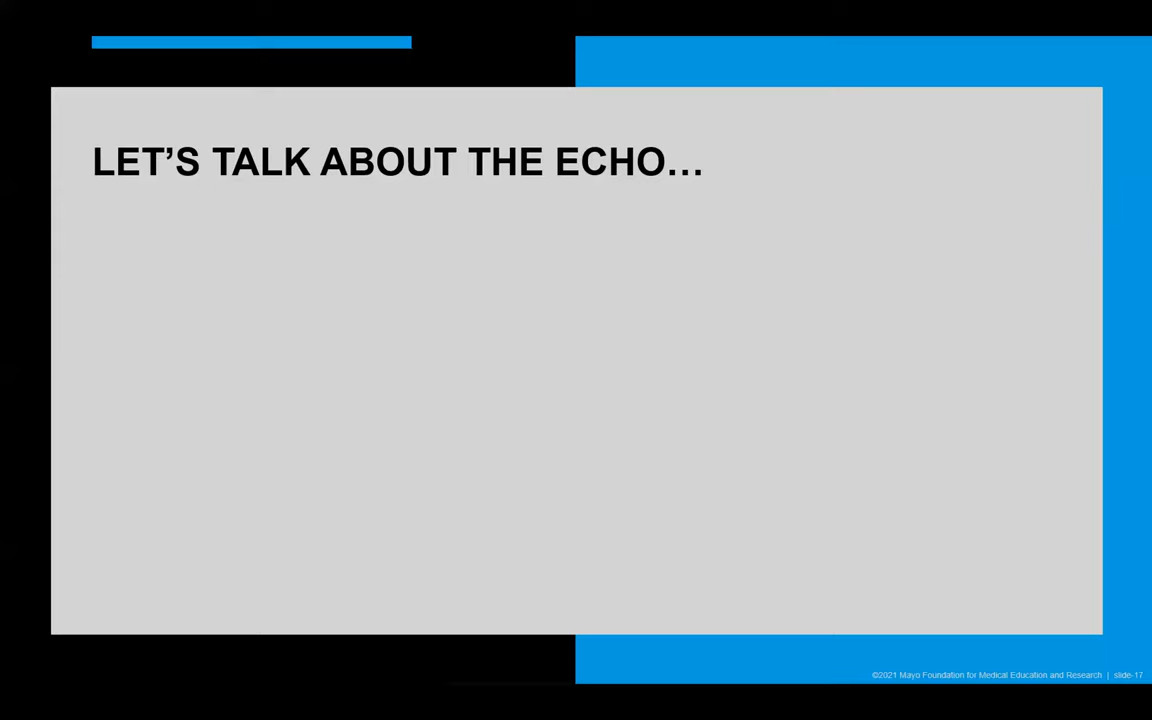 LET’S TALK ABOUT THE ECHO…
©2021 Mayo Foundation for Medical Education and Research | slide-17